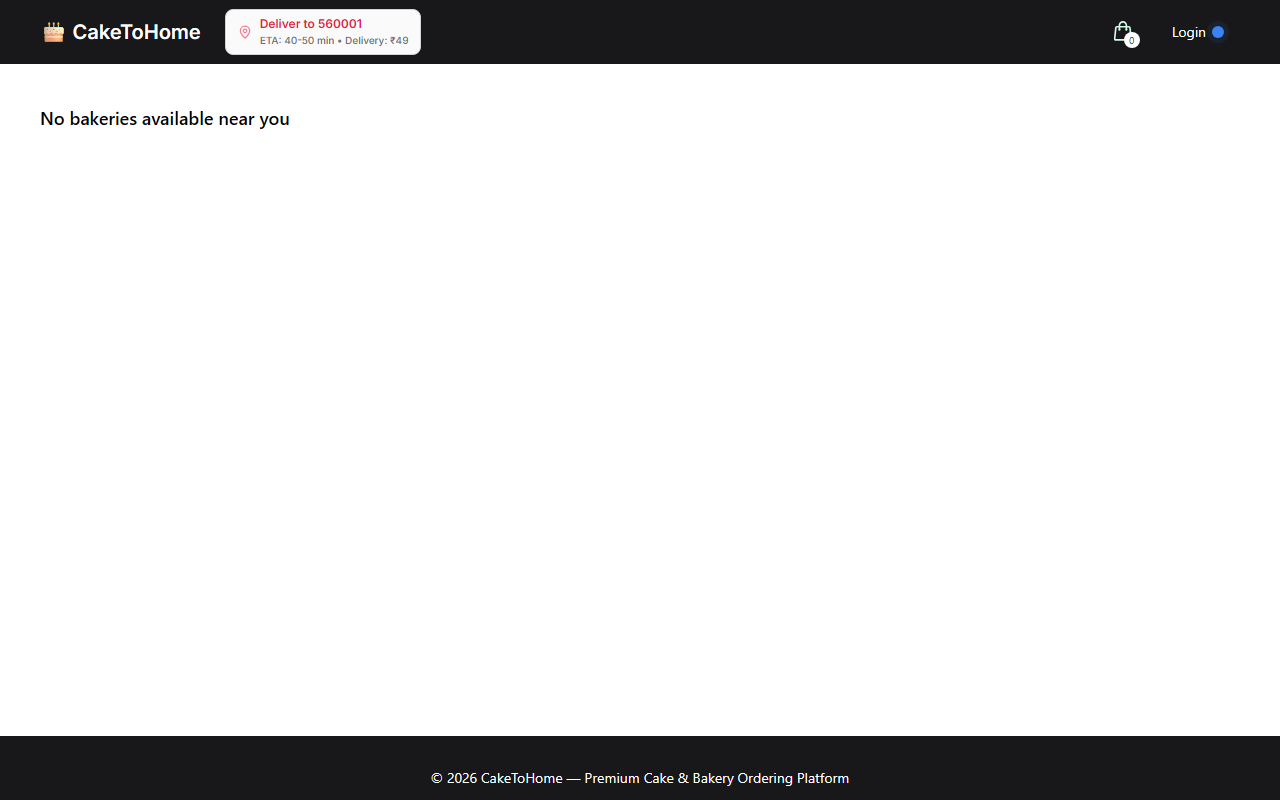 CakeToHome
Deliver to 560001
ETA: 40-50 min • Delivery: ₹49
0
Login
No bakeries available near you
© 2026 CakeToHome — Premium Cake & Bakery Ordering Platform